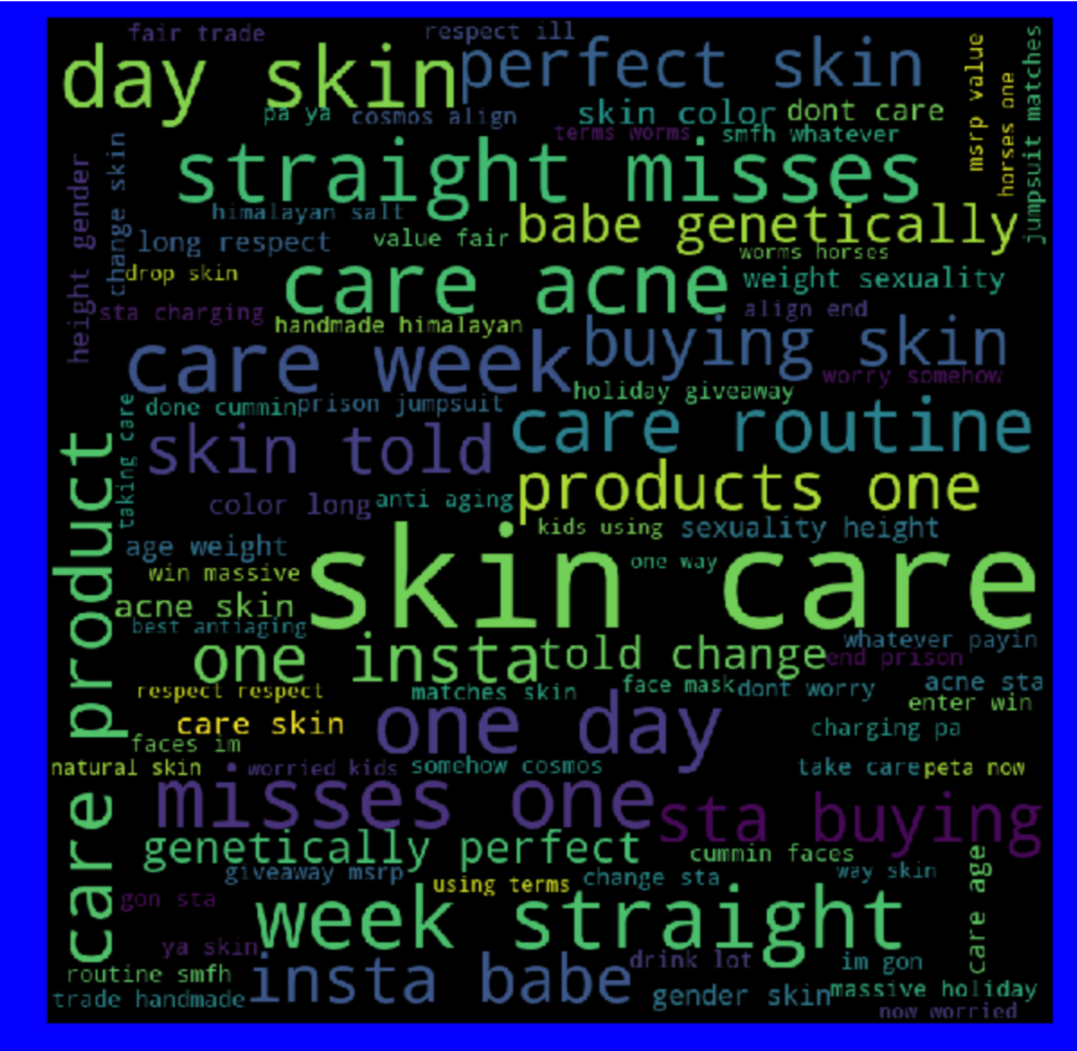 fair trade
respect ill
day skin
perfect skin
msrp value
horses one
jumpsuit matches
pa ya
cosmos align
skin color
dont care
terms worms
smfh whatever
straight misses
change skin
height gender
himalayan salt
babe genetically
long respect
value fair
worms horses
drop skin
care acne
weight sexuality
sta charging
align end
handmade himalayan
buying skin
care week
worry somehow
holiday giveaway
done cummin
prison jumpsuit
taking care
care routine
skin told
products one
care product
color long
anti aging
kids using
sexuality height
age weight
skin care
one way
win massive
acne skin
best antiaging
whatever payin
one insta
told change
end prison
respect respect
matches skin
face mask
dont worry
acne sta
enter win
care skin
one day
charging pa
faces im
natural skin
worried kids
somehow cosmos
take care
peta now
misses one
sta buying
genetically perfect
cummin faces
giveaway msrp
using terms
change sta
way skin
care age
gon sta
week straight
ya skin
drink lot
im gon
routine smfh
insta babe
trade handmade
gender skin
massive holiday
now worried